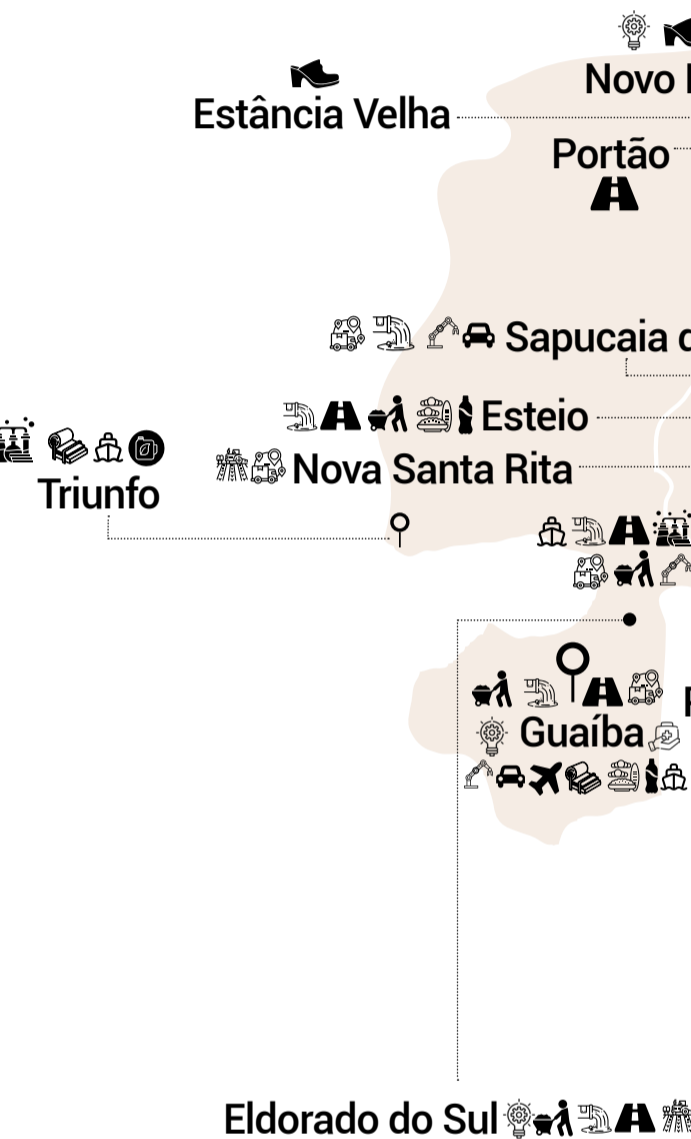 Novo
Estância Velha
Portão
Sapucaia
Esteio
Nova Santa Rita
Triunfo
Guaíba
Eldorado do Sul